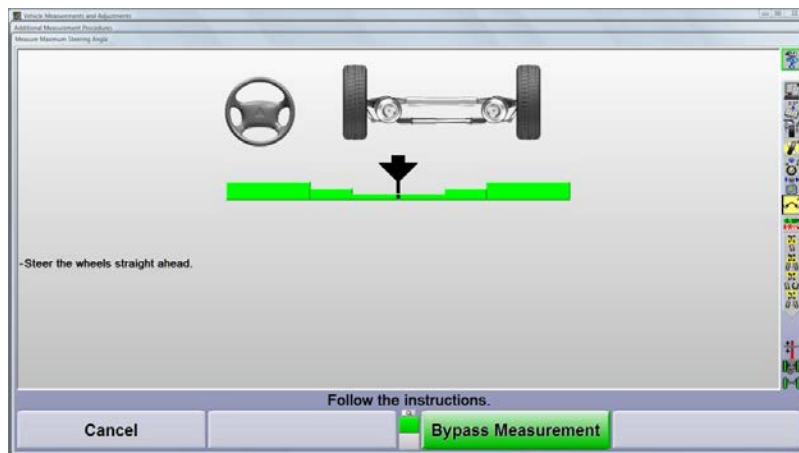 Vehicle Measurements and Adjustments
Additional Measurement Procedures
Measure Maximum Steering Angle
-Steer the wheels straight ahead.
Follow the instructions.
Cancel
Bypass Measurement